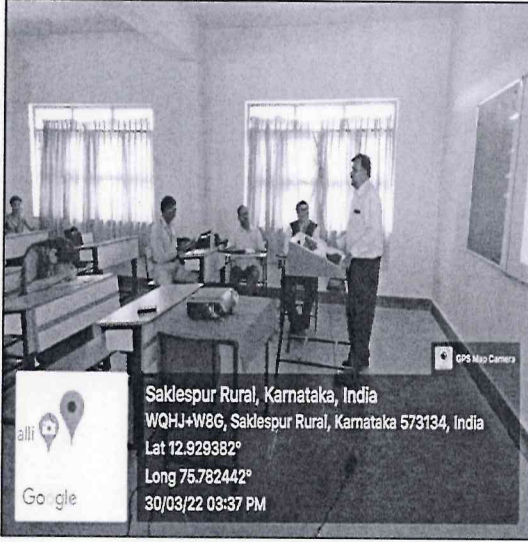 GPS Map Camera
Saklespur Rural, Karnataka, India
WQHJ+W8G, Saklespur Rural, Karnataka 573134, India
Lat 12.929382°
Long 75.782442°
30/03/22 03:37 PM
alli
Google